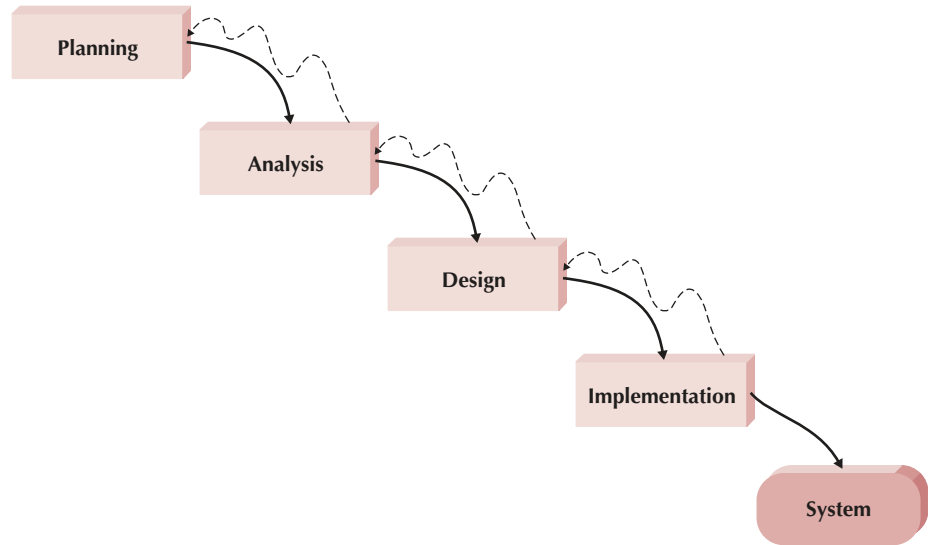 Planning
Analysis
Design
Implementation
System